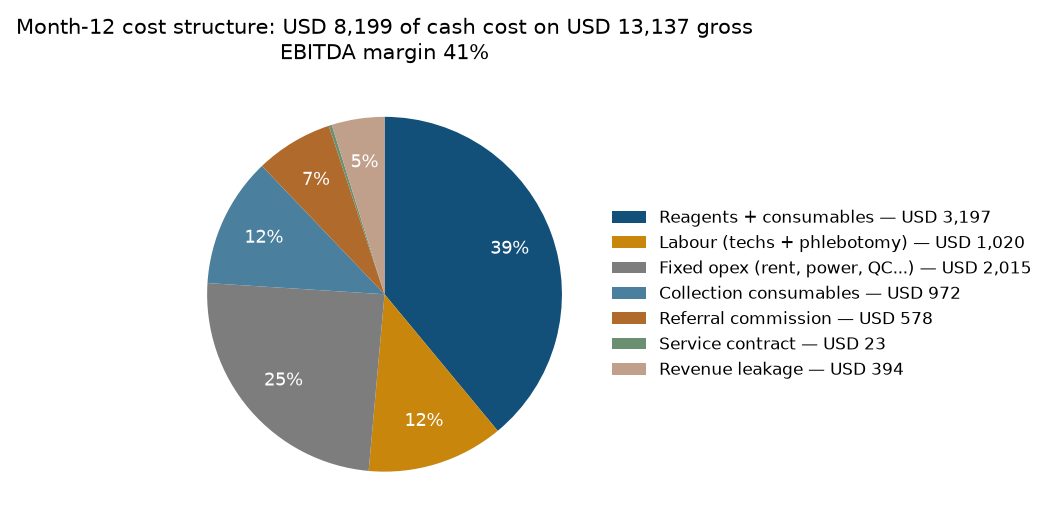 Month-12 cost structure: USD 8,199 of cash cost on USD 13,137 gross
EBITDA margin 41%
5%
7%
12%
39%
25%
12%
Reagents + consumables — USD 3,197
Labour (techs + phlebotomy) — USD 1,020
Fixed opex (rent, power, QC...) — USD 2,015
Collection consumables — USD 972
Referral commission — USD 578
Service contract — USD 23
Revenue leakage — USD 394